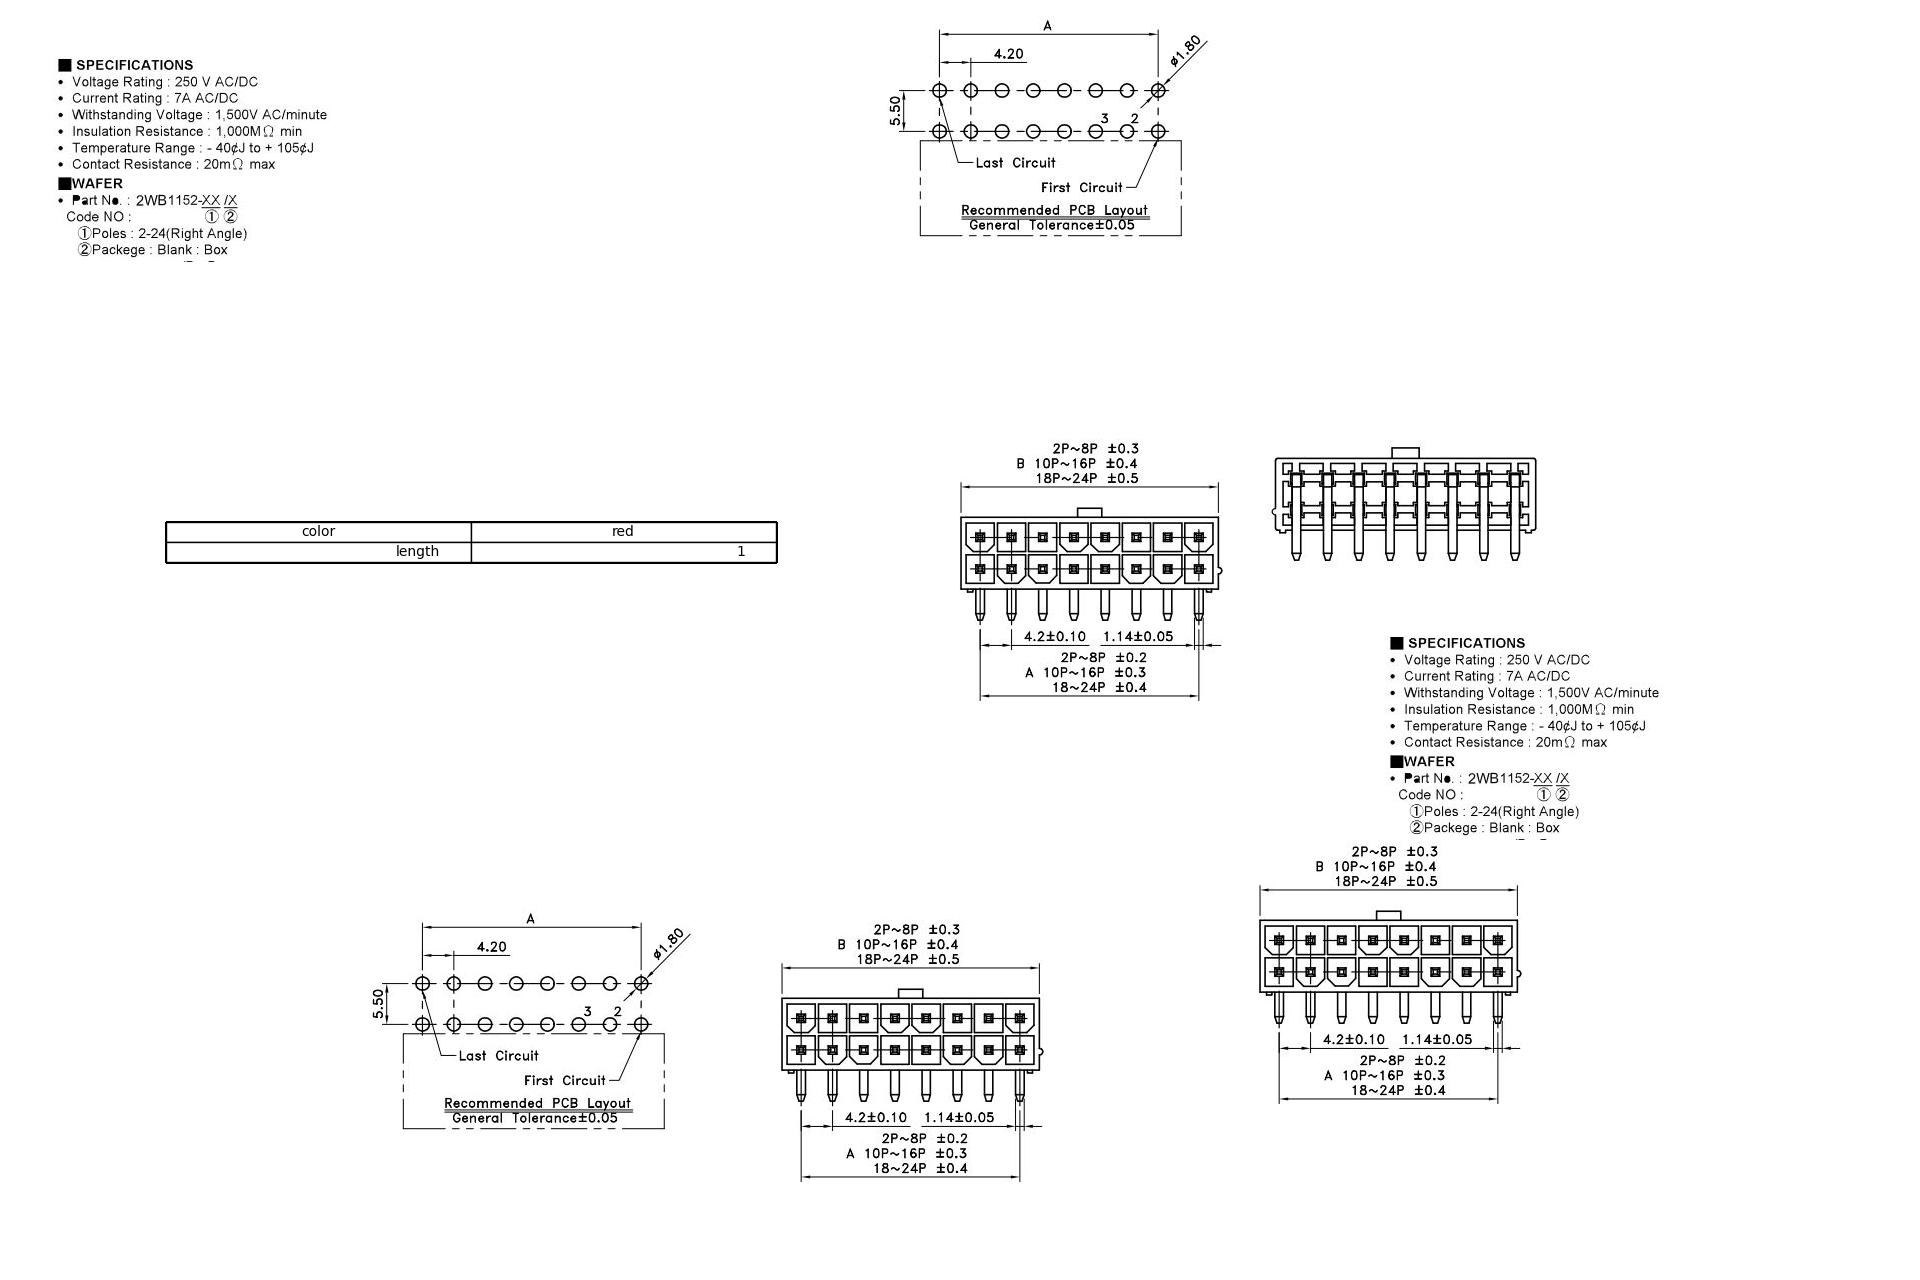 A
4.20
ø1.80
5.50
3 2
Last Circuit
First Circuit
Recommended PCB Layout
General Tolerance±0.05
■ SPECIFICATIONS
• Voltage Rating : 250 V AC/DC
• Current Rating : 7A AC/DC
• Withstanding Voltage : 1,500V AC/minute
• Insulation Resistance : 1,000MΩ min
• Temperature Range : - 40¢J to + 105¢J
• Contact Resistance : 20mΩ max
■WAFER
• Part No. : 2WB1152-XX /X
Code NO : ① ②
①Poles : 2-24(Right Angle)
②Packege : Blank : Box
color red
length 1
2P~8P ±0.3
B 10P~16P ±0.4
18P~24P ±0.5
4.2±0.10 1.14±0.05
2P~8P ±0.2
A 10P~16P ±0.3
18~24P ±0.4
■ SPECIFICATIONS
• Voltage Rating : 250 V AC/DC
• Current Rating : 7A AC/DC
• Withstanding Voltage : 1,500V AC/minute
• Insulation Resistance : 1,000MΩ min
• Temperature Range : - 40¢J to + 105¢J
• Contact Resistance : 20mΩ max
■WAFER
• Part No. : 2WB1152-XX /X
Code NO : ① ②
①Poles : 2-24(Right Angle)
②Packege : Blank : Box
2P~8P ±0.3
B 10P~16P ±0.4
18P~24P ±0.5
4.2±0.10 1.14±0.05
2P~8P ±0.2
A 10P~16P ±0.3
18~24P ±0.4
A
4.20
ø1.80
5.50
3 2
Last Circuit
First Circuit
Recommended PCB Layout
General Tolerance±0.05
2P~8P ±0.3
B 10P~16P ±0.4
18P~24P ±0.5
4.2±0.10 1.14±0.05
2P~8P ±0.2
A 10P~16P ±0.3
18~24P ±0.4